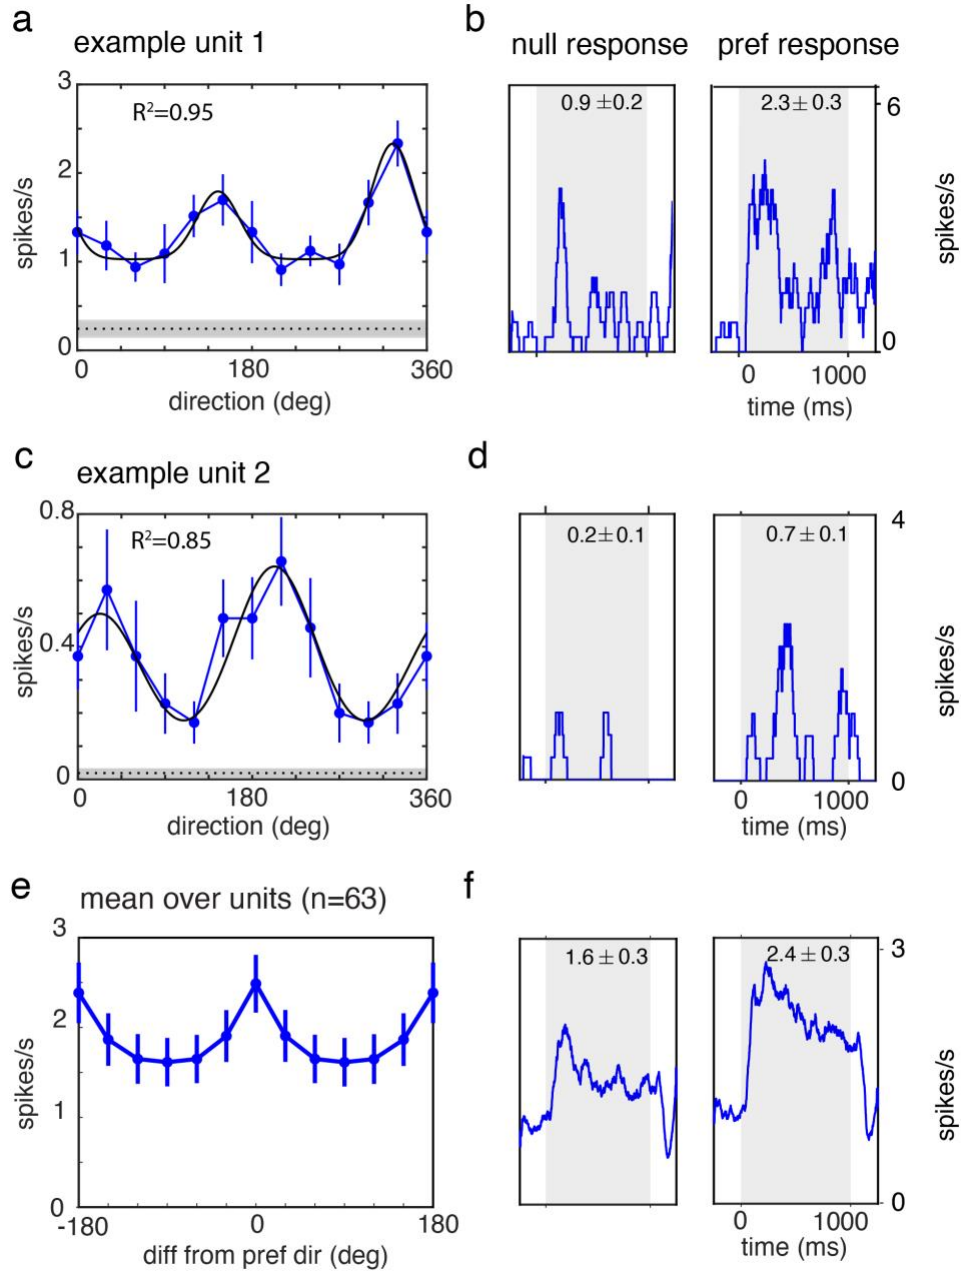 a
example unit 1
3
2
1
0
spikes/s
R²=0.95
0
180
360
direction (deg)
b
null response
pref response
0.9 ±0.2
2.3± 0.3
6
0
spikes/s
0
1000
time (ms)
c
example unit 2
0.8
0.4
0
spikes/s
R²=0.85
0
180
360
direction (deg)
d
0.2±0.1
0.7±0.1
4
0
spikes/s
0
1000
time (ms)
e
mean over units (n=63)
3
2
1
0
spikes/s
-180
0
180
diff from pref dir (deg)
f
1.6±0.3
2.4±0.3
3
0
spikes/s
0
1000
time (ms)